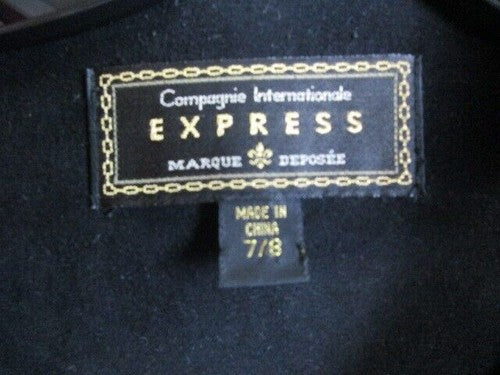 Compagnie Internationale
EXPRESS
MARQUE DEPOSÉE
MADE IN
CHINA
7/8